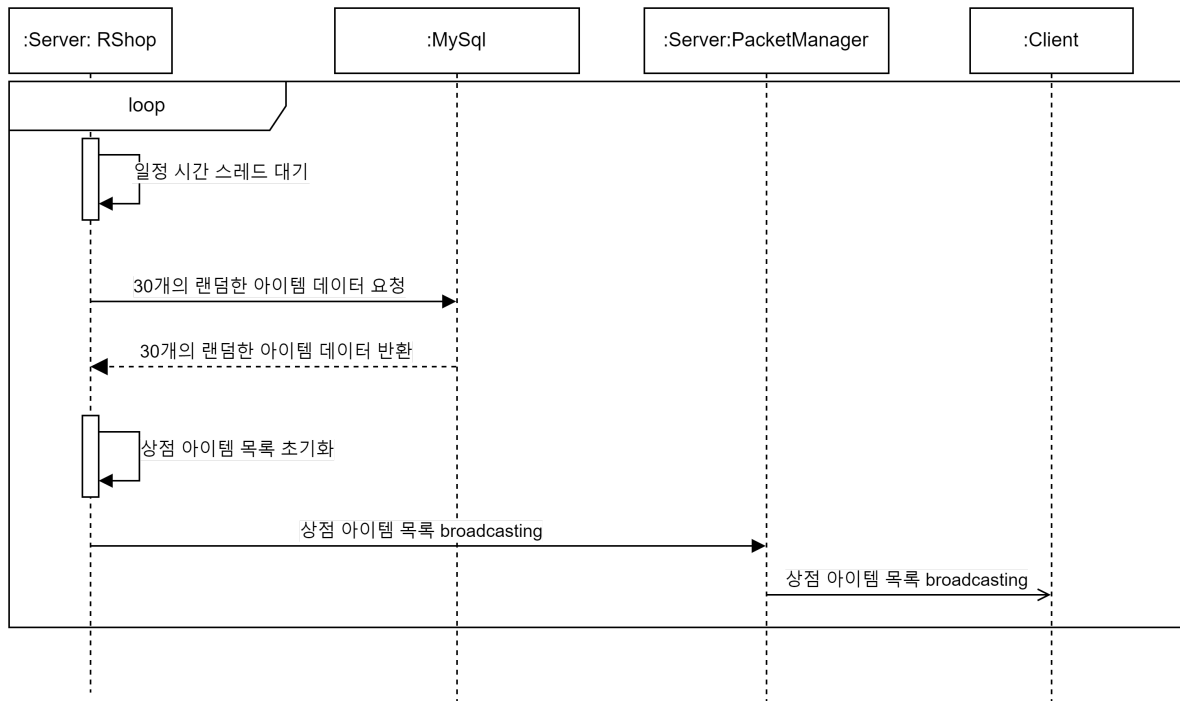 :Server: RShop
:MySql
:Server:PacketManager
:Client
loop
일정 시간 스레드 대기
30개의 랜덤한 아이템 데이터 요청
30개의 랜덤한 아이템 데이터 반환
상점 아이템 목록 초기화
상점 아이템 목록 broadcasting
상점 아이템 목록 broadcasting